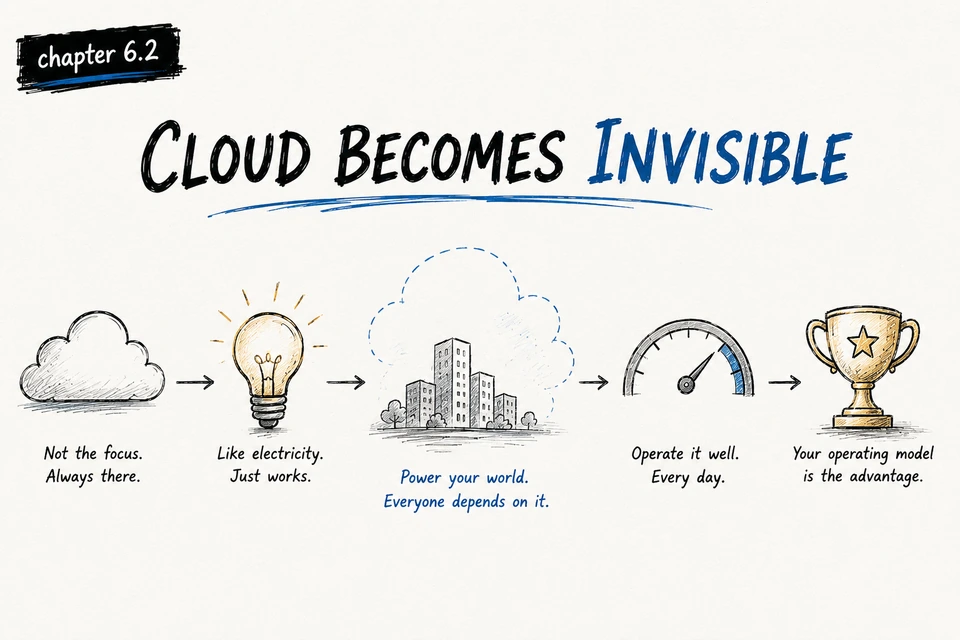 chapter 6.2
CLOUD BECOMES INVISIBLE
Not the focus.
Always there.
Like electricity.
Just works.
Power your world.
Everyone depends on it.
Operate it well.
Every day.
Your operating model
is the advantage.